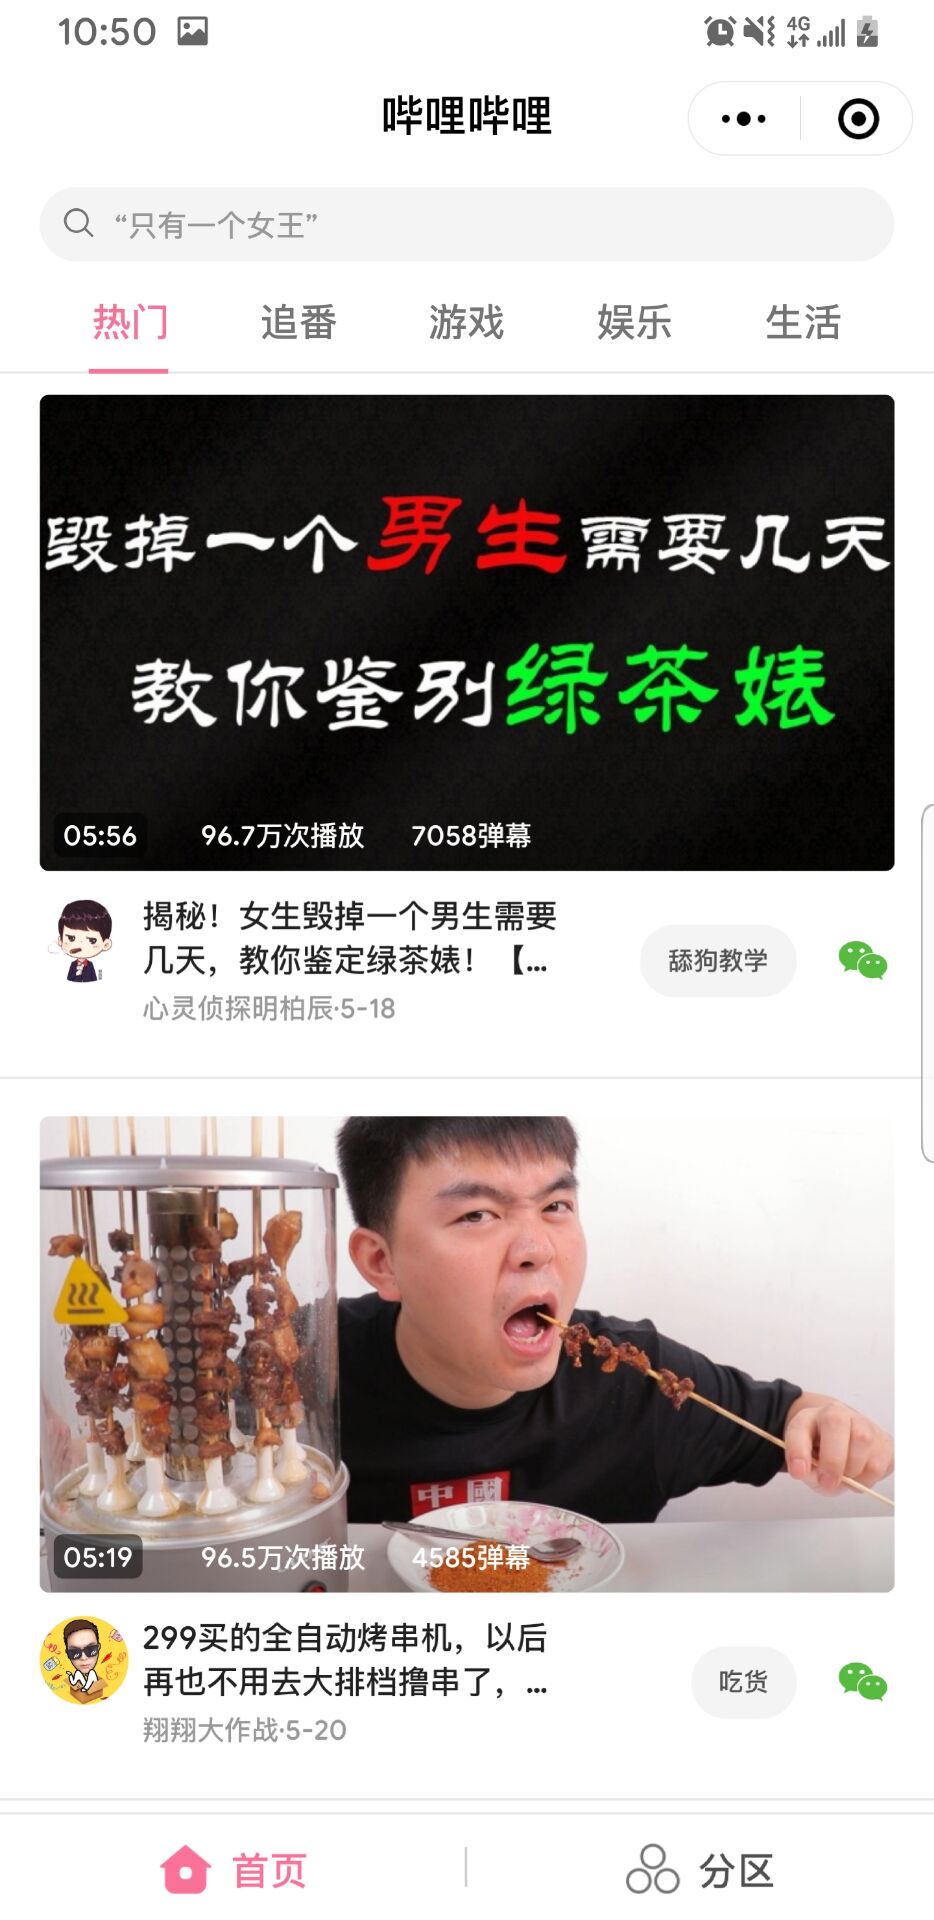 10:50
4G
哔哩哔哩
“只有一个女王”
热门 追番 游戏 娱乐 生活
毁掉一个男生需要几天
教你鉴别绿茶婊
05:56 96.7万次播放 7058弹幕
揭秘！女生毁掉一个男生需要
几天，教你鉴定绿茶婊！【...
舔狗教学
心灵侦探明柏辰·5-18
中國
05:19 96.5万次播放 4585弹幕
299买的全自动烤串机，以后
再也不用去大排档撸串了，...
吃货
翔翔大作战·5-20
首页 分区